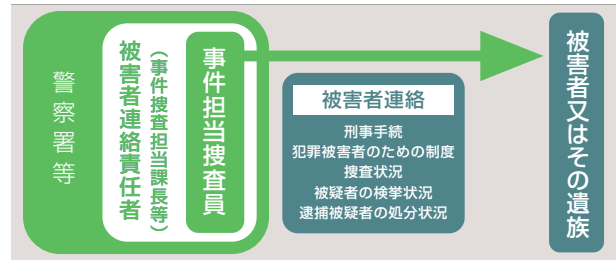 警察署等
被害者連絡責任者
（事件捜査担当課長等）
事件担当捜査員
被害者連絡
刑事手続
犯罪被害者のための制度
捜査状況
被疑者の検挙状況
逮捕被疑者の処分状況
被害者又はその遺族